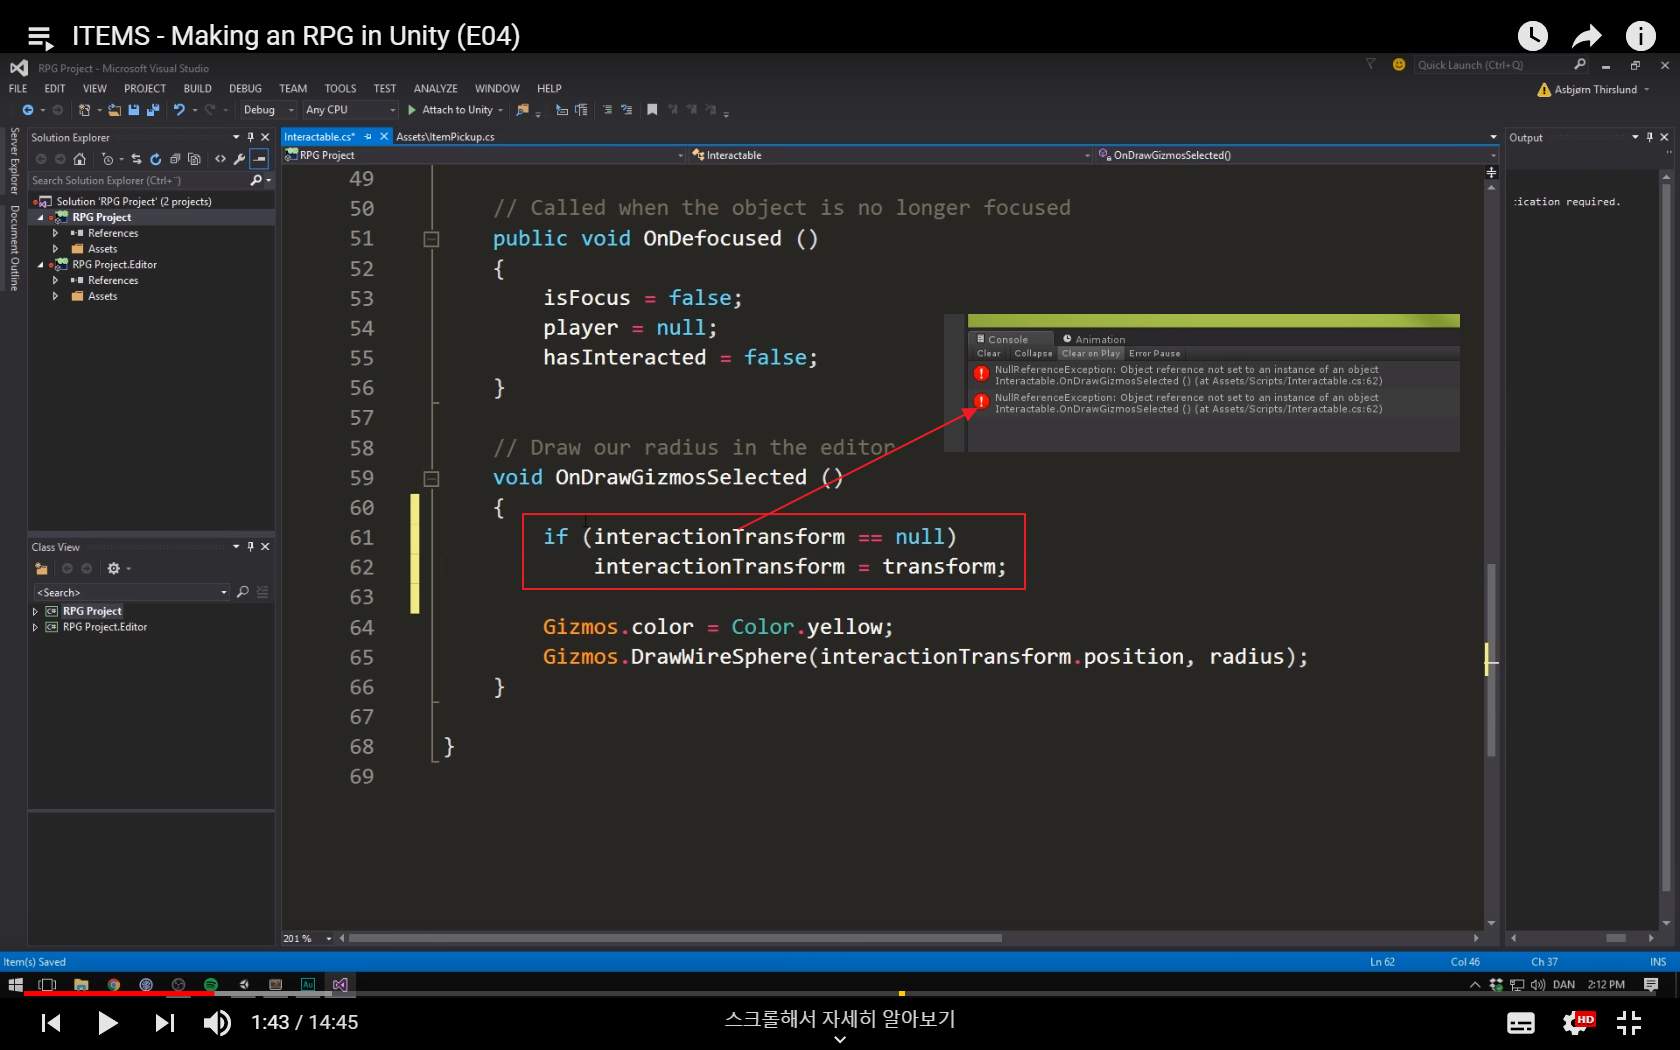 ITEMS - Making an RPG in Unity (E04)
RPG Project - Microsoft Visual Studio
Quick Launch (Ctrl+Q)
FILE EDIT VIEW PROJECT BUILD DEBUG TEAM TOOLS TEST ANALYZE WINDOW HELP
Asbjørn Thirslund
Debug Any CPU Attach to Unity
Server Explorer
Document Outline
Solution Explorer
Search Solution Explorer (Ctrl+¨)
Solution 'RPG Project' (2 projects)
RPG Project
References
Assets
RPG Project.Editor
References
Assets
Class View
<Search>
RPG Project
RPG Project.Editor
Interactable.cs* Assets\ItemPickup.cs
RPG Project Interactable OnDrawGizmosSelected()
49
50 // Called when the object is no longer focused
51 public void OnDefocused ()
52 {
53 isFocus = false;
54 player = null;
55 hasInteracted = false;
56 }
57
58 // Draw our radius in the editor
59 void OnDrawGizmosSelected ()
60 {
61 if (interactionTransform == null)
62 interactionTransform = transform;
63
64 Gizmos.color = Color.yellow;
65 Gizmos.DrawWireSphere(interactionTransform.position, radius);
66 }
67
68 }
69
Console Animation
Clear Collapse Clear on Play Error Pause
NullReferenceException: Object reference not set to an instance of an object
Interactable.OnDrawGizmosSelected () (at Assets/Scripts/Interactable.cs:62)
NullReferenceException: Object reference not set to an instance of an object
Interactable.OnDrawGizmosSelected () (at Assets/Scripts/Interactable.cs:62)
Output
:ication required.
201 %
Item(s) Saved Ln 62 Col 46 Ch 37 INS
Au
DAN 2:12 PM
1:43 / 14:45
스크롤해서 자세히 알아보기
HD